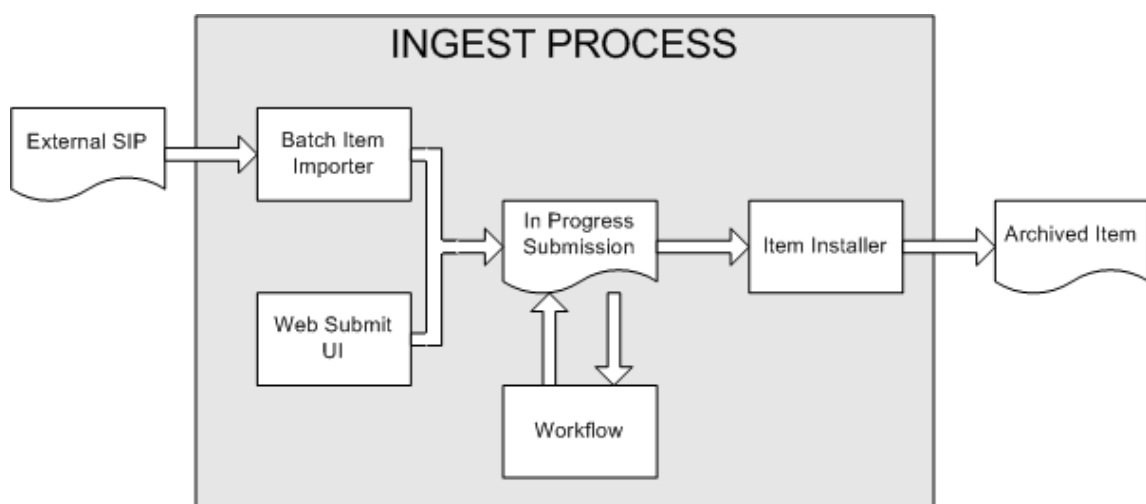 INGEST PROCESS
External SIP
Batch Item
Importer
In Progress
Submission
Item Installer
Archived Item
Web Submit
UI
Workflow